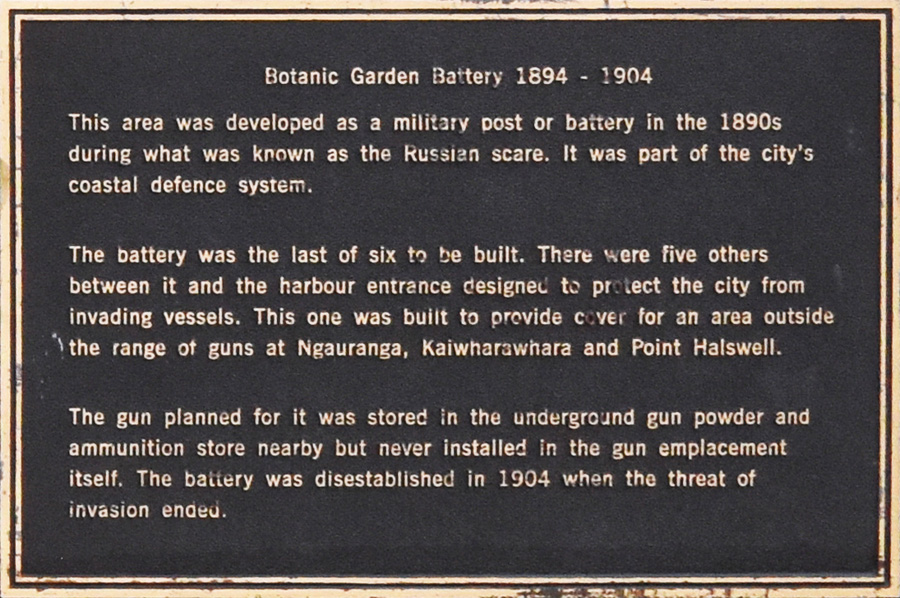 Botanic Garden Battery 1894 - 1904
This area was developed as a military post or battery in the 1890s
during what was known as the Russian scare. It was part of the city's
coastal defence system.
The battery was the last of six to be built. There were five others
between it and the harbour entrance designed to protect the city from
invading vessels. This one was built to provide cover for an area outside
the range of guns at Ngauranga, Kaiwharawhara and Point Halswell.
The gun planned for it was stored in the underground gun powder and
ammunition store nearby but never installed in the gun emplacement
itself. The battery was disestablished in 1904 when the threat of
invasion ended.